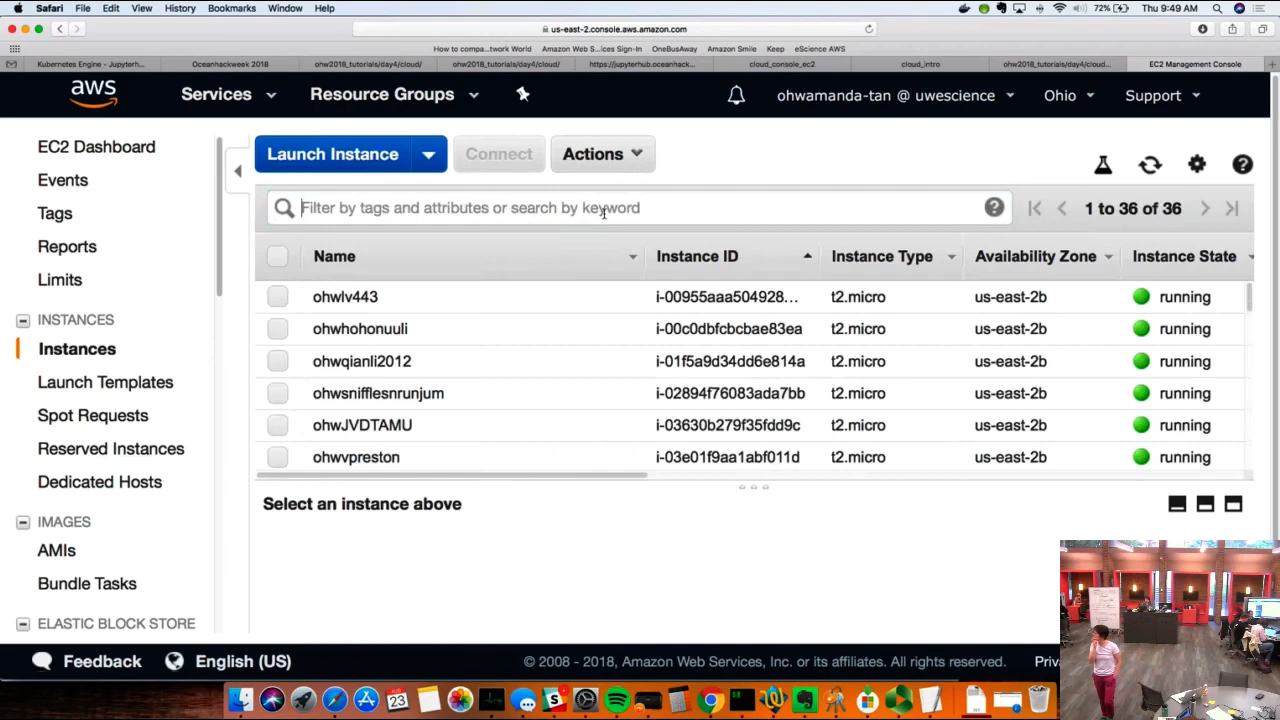 Safari File Edit View History Bookmarks Window Help 72% Thu 9:49 AM
us-east-2.console.aws.amazon.com
How to compa...twork World Amazon Web S...ices Sign-In OneBusAway Amazon Smile Keep eScience AWS
Kubernetes Engine - Jupyterh... Oceanhackweek 2018 ohw2018_tutorials/day4/cloud/ ohw2018_tutorials/day4/cloud/ https://jupyterhub.oceanhack... cloud_console_ec2 cloud_intro ohw2018_tutorials/day4/cloud... EC2 Management Console
aws Services Resource Groups ohwamanda-tan @ uwescience Ohio Support
EC2 Dashboard
Events
Tags
Reports
Limits
INSTANCES
Instances
Launch Templates
Spot Requests
Reserved Instances
Dedicated Hosts
IMAGES
AMIs
Bundle Tasks
ELASTIC BLOCK STORE
Launch Instance Connect Actions
Filter by tags and attributes or search by keyword 1 to 36 of 36
Name Instance ID Instance Type Availability Zone Instance State
ohwlv443 i-00955aaa504928... t2.micro us-east-2b running
ohwhohonuuli i-00c0dbfcbcbae83ea t2.micro us-east-2b running
ohwqianli2012 i-01f5a9d34dd6e814a t2.micro us-east-2b running
ohwsnifflesnrunjum i-02894f76083ada7bb t2.micro us-east-2b running
ohwJVDTAMU i-03630b279f35fdd9c t2.micro us-east-2b running
ohwvpreston i-03e01f9aa1abf011d t2.micro us-east-2b running
Select an instance above
Feedback English (US) © 2008 - 2018, Amazon Web Services, Inc. or its affiliates. All rights reserved. Priva
AUG
23